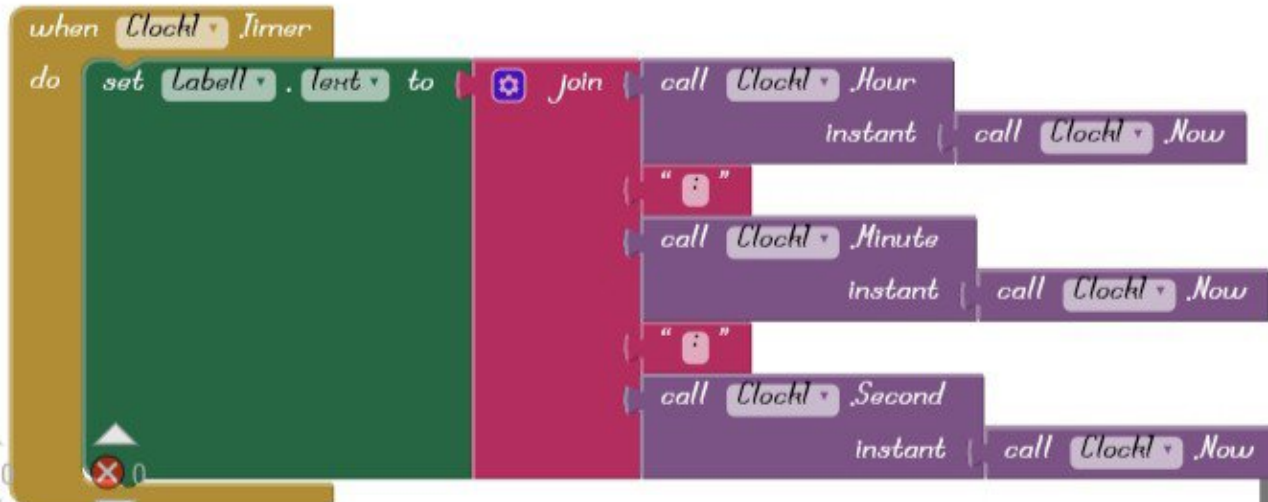 when Clock1 .Timer
do set Label1 . Text to join call Clock1 .Hour
instant call Clock1 .Now
“ : ”
call Clock1 .Minute
instant call Clock1 .Now
“ : ”
call Clock1 .Second
instant call Clock1 .Now
0